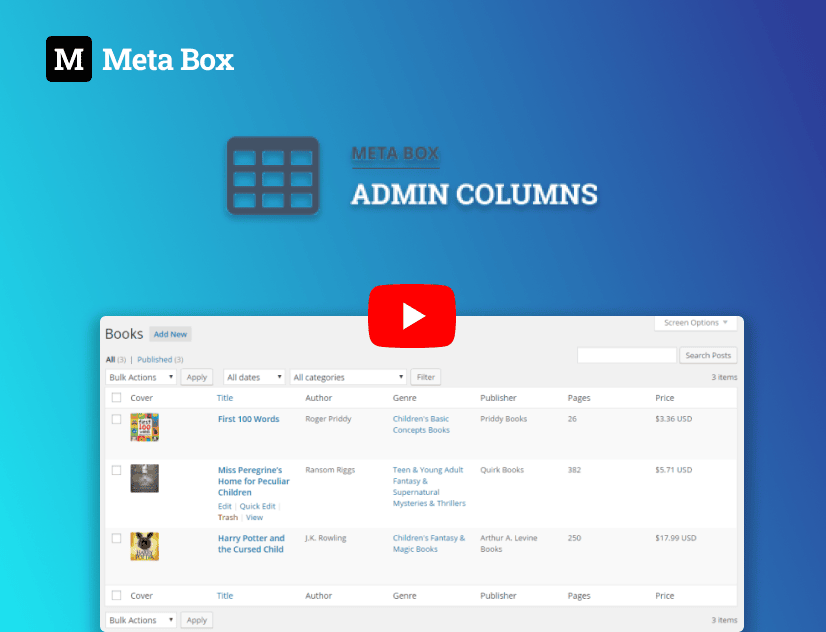 M Meta Box
META BOX
ADMIN COLUMNS
Screen Options
Books Add New
All (3) | Published (3)
Search Posts
Bulk Actions Apply All dates All categories Filter 3 items
Cover Title Author Genre Publisher Pages Price
First 100 Words Roger Priddy Children's Basic Priddy Books 26 $3.36 USD
Concepts Books
Miss Peregrine's Ransom Riggs Teen & Young Adult Quirk Books 382 $5.71 USD
Home for Peculiar Fantasy &
Children Supernatural
Mysteries & Thrillers
Edit | Quick Edit |
Trash | View
Harry Potter and J.K. Rowling Children's Fantasy & Arthur A. Levine 250 $17.99 USD
the Cursed Child Magic Books Books
Cover Title Author Genre Publisher Pages Price
Bulk Actions Apply 3 items